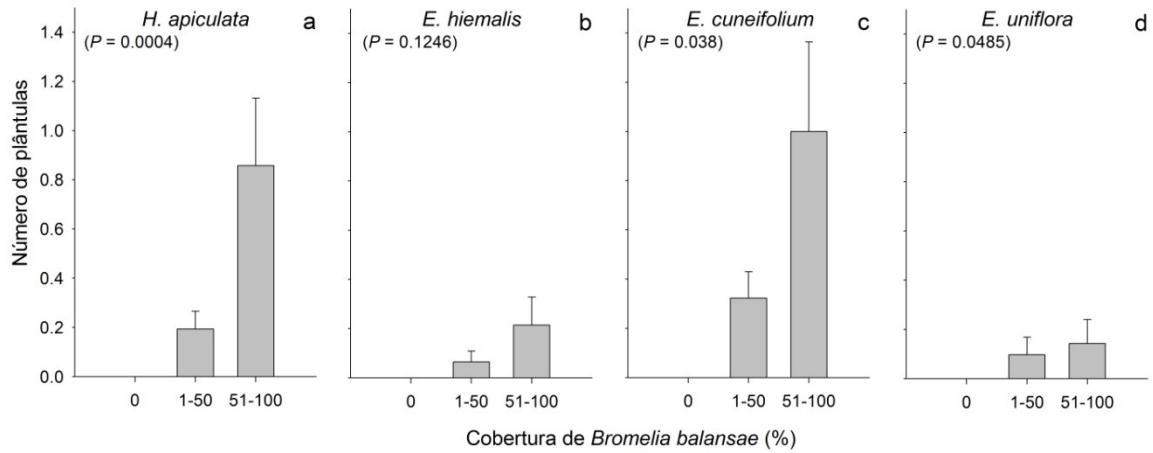 H. apiculata a
(P = 0.0004)
E. hiemalis b
(P = 0.1246)
E. cuneifolium c
(P = 0.038)
E. uniflora d
(P = 0.0485)
Número de plântulas
1.4
1.2
1.0
0.8
0.6
0.4
0.2
0.0
0 1-50 51-100 0 1-50 51-100 0 1-50 51-100 0 1-50 51-100
Cobertura de Bromelia balansae (%)